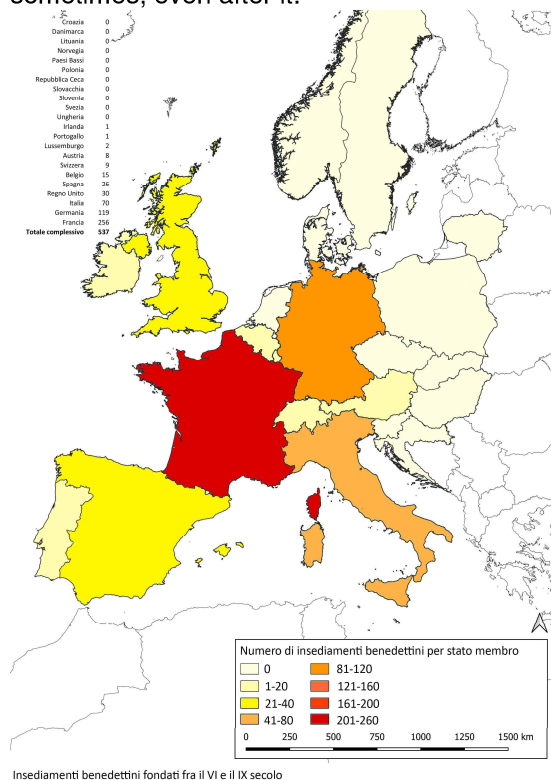 sometimes, even after it.
Croazia 0
Danimarca 0
Lituania 0
Norvegia 0
Paesi Bassi 0
Polonia 0
Repubblica Ceca 0
Slovacchia 0
Slovenia 0
Svezia 0
Ungheria 0
Irlanda 1
Portogallo 1
Lussemburgo 2
Austria 8
Svizzera 9
Belgio 15
Spagna 26
Regno Unito 30
Italia 70
Germania 119
Francia 256
Totale complessivo 537
Numero di insediamenti benedettini per stato membro
0 81-120
1-20 121-160
21-40 161-200
41-80 201-260
0 250 500 750 1000 1250 1500 km
Insediamenti benedettini fondati fra il VI e il IX secolo